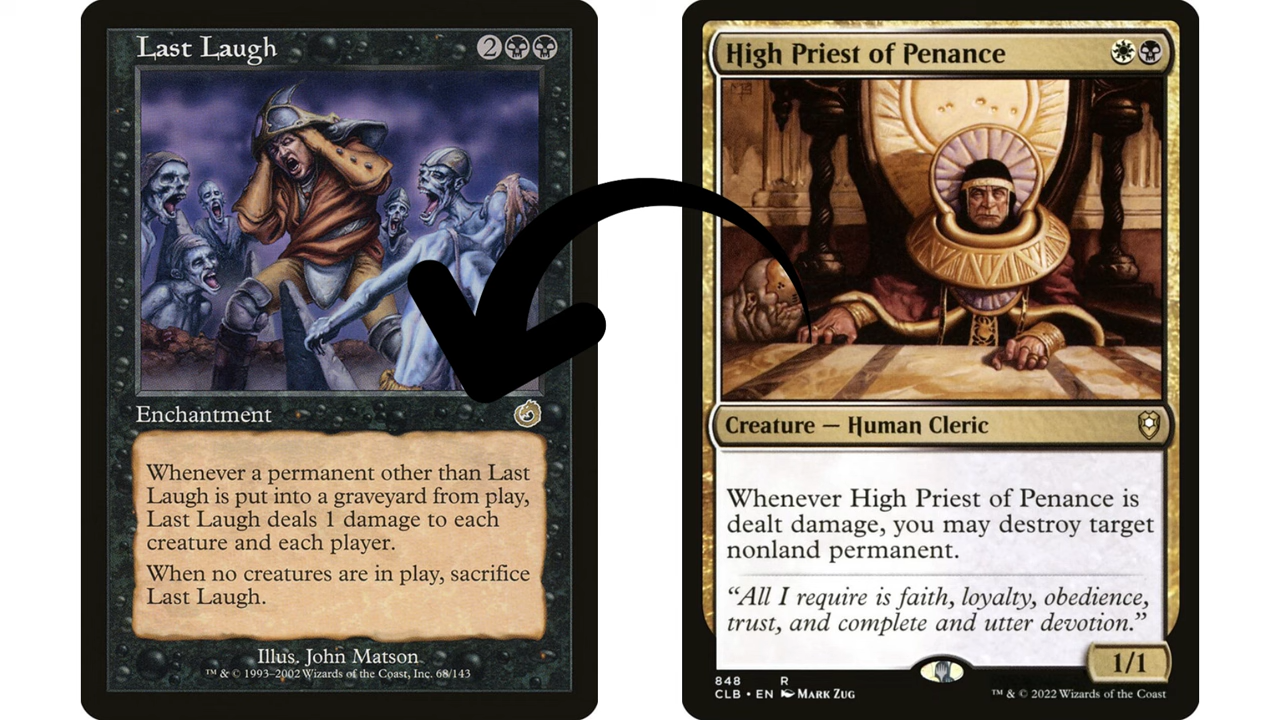 Last Laugh
2
Enchantment
Whenever a permanent other than Last
Laugh is put into a graveyard from play,
Last Laugh deals 1 damage to each
creature and each player.
When no creatures are in play, sacrifice
Last Laugh.
Illus. John Matson
™ & © 1993–2002 Wizards of the Coast, Inc. 68/143
High Priest of Penance
Creature — Human Cleric
Whenever High Priest of Penance is
dealt damage, you may destroy target
nonland permanent.
“All I require is faith, loyalty, obedience,
trust, and complete and utter devotion.”
1/1
848 R
CLB • EN Mark Zug
™ & © 2022 Wizards of the Coast